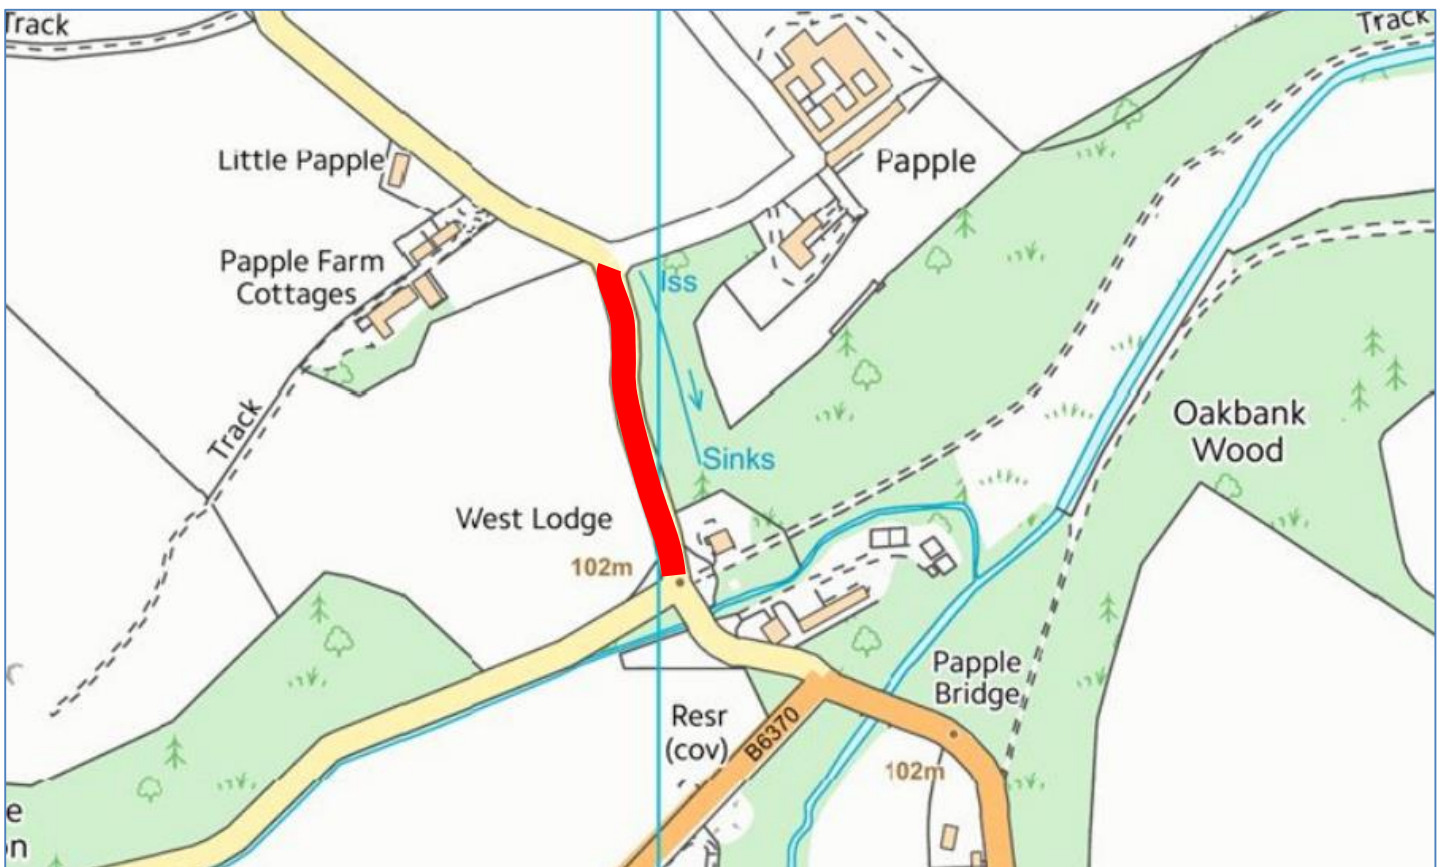 Track
Track
Little Papple
Papple
Papple Farm
Cottages
Iss
Track
Oakbank
Wood
Sinks
West Lodge
102m
Papple
Bridge
Resr
(cov)
B6370
102m
e
on